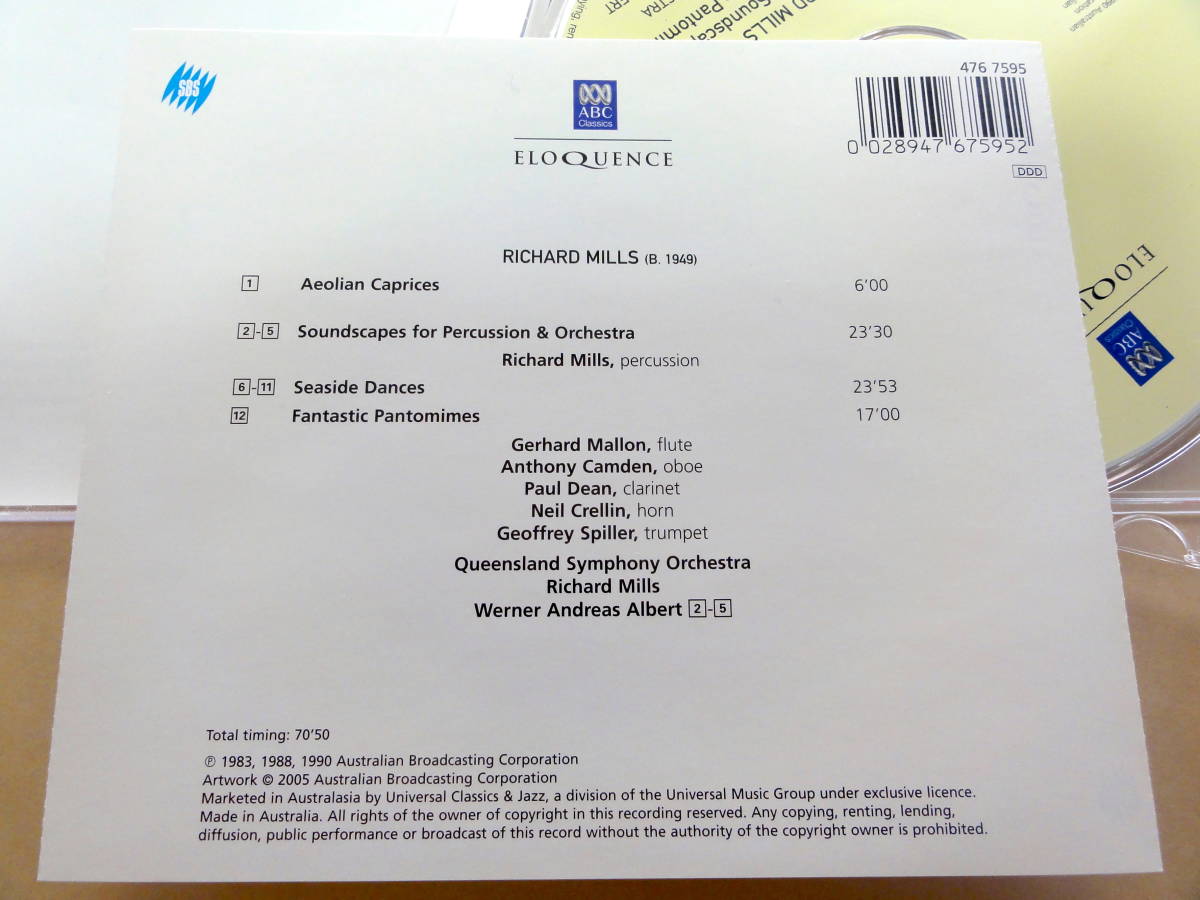 SBS
ABC
Classics
ELOQUENCE
476 7595
0 028947 675952
DDD
RICHARD MILLS (B. 1949)
1 Aeolian Caprices 6'00
2-5 Soundscapes for Percussion & Orchestra 23'30
Richard Mills, percussion
6-11 Seaside Dances 23'53
12 Fantastic Pantomimes 17'00
Gerhard Mallon, flute
Anthony Camden, oboe
Paul Dean, clarinet
Neil Crellin, horn
Geoffrey Spiller, trumpet
Queensland Symphony Orchestra
Richard Mills
Werner Andreas Albert 2-5
Total timing: 70'50
℗ 1983, 1988, 1990 Australian Broadcasting Corporation
Artwork © 2005 Australian Broadcasting Corporation
Marketed in Australasia by Universal Classics & Jazz, a division of the Universal Music Group under exclusive licence.
Made in Australia. All rights of the owner of copyright in this recording reserved. Any copying, renting, lending,
diffusion, public performance or broadcast of this record without the authority of the copyright owner is prohibited.
MILLS
Soundscap
Pantomi
ELOQU
ABC
Classics